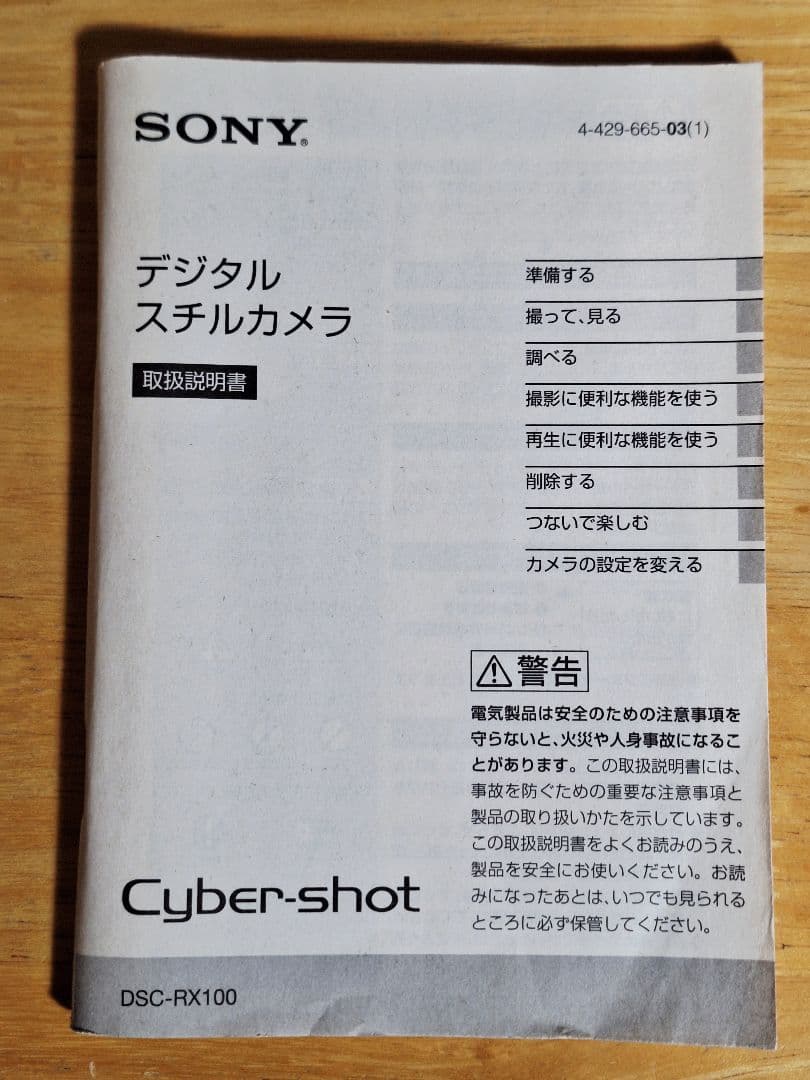 SONY®
4-429-665-03(1)
デジタル
スチルカメラ
取扱説明書
準備する
撮って、見る
調べる
撮影に便利な機能を使う
再生に便利な機能を使う
削除する
つないで楽しむ
カメラの設定を変える
警告
電気製品は安全のための注意事項を
守らないと、火災や人身事故になるこ
とがあります。この取扱説明書には、
事故を防ぐための重要な注意事項と
製品の取り扱いかたを示しています。
この取扱説明書をよくお読みのうえ、
製品を安全にお使いください。お読
みになったあとは、いつでも見られる
ところに必ず保管してください。
Cyber-shot
DSC-RX100